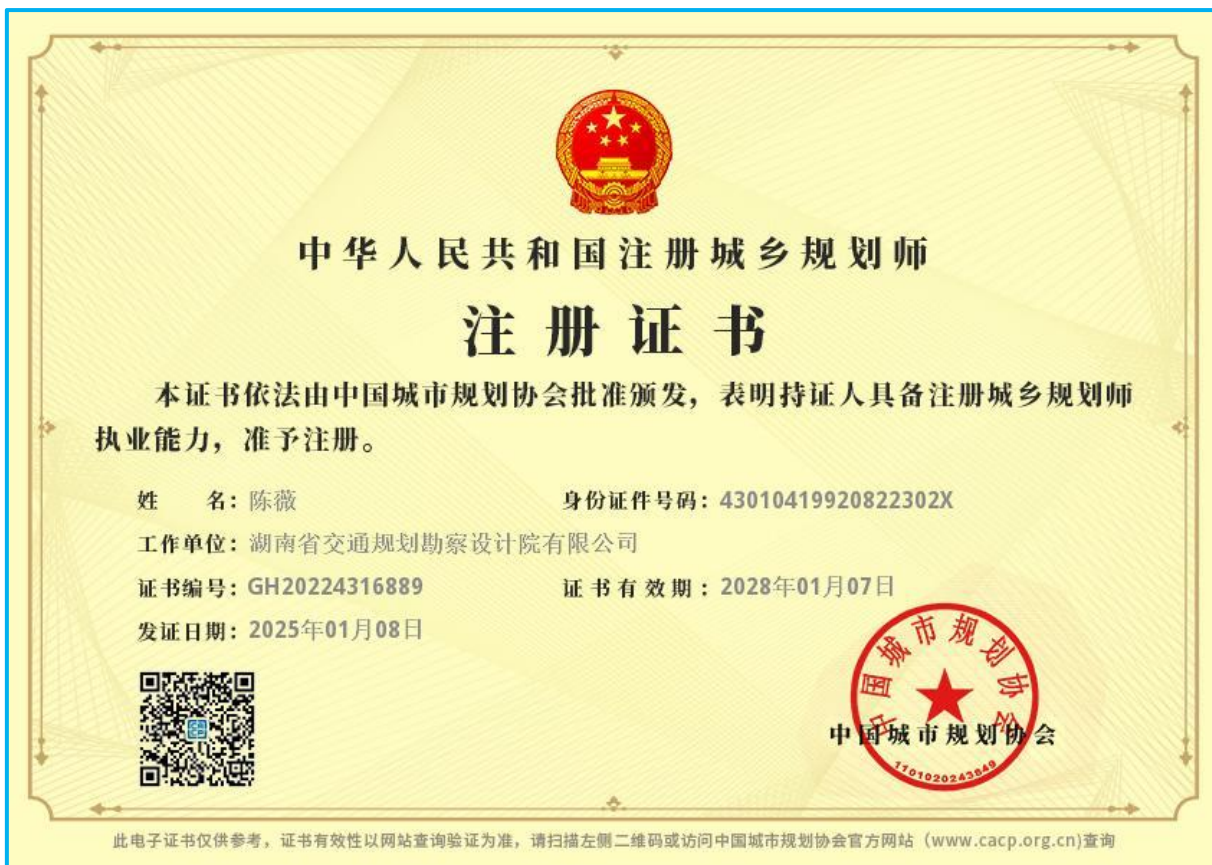 中华人民共和国注册城乡规划师
注册证书
本证书依法由中国城市规划协会批准颁发，表明持证人具备注册城乡规划师
执业能力，准予注册。
姓 名：陈薇 身份证件号码：43010419920822302X
工作单位：湖南省交通规划勘察设计院有限公司
证书编号：GH20224316889 证书有效期：2028年01月07日
发证日期：2025年01月08日
中国城市规划协会
中国城市规划协会
1101020243849
此电子证书仅供参考，证书有效性以网站查询验证为准，请扫描左侧二维码或访问中国城市规划协会官方网站（www.cacp.org.cn)查询